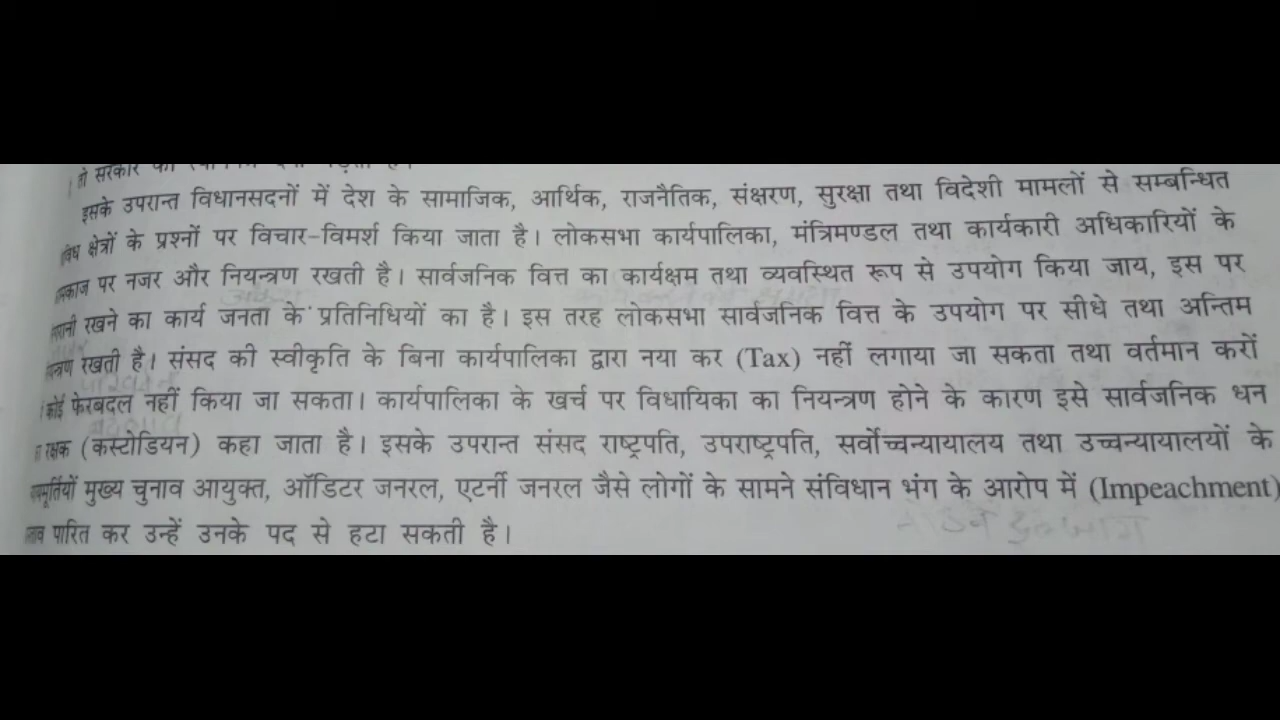 सरकार
इसके उपरान्त विधानसदनों में देश के सामाजिक, आर्थिक, राजनैतिक, संक्षरण, सुरक्षा तथा विदेशी मामलों से सम्बन्धित
क्षेत्रों के प्रश्नों पर विचार-विमर्श किया जाता है। लोकसभा कार्यपालिका, मंत्रिमण्डल तथा कार्यकारी अधिकारियों के
पर नजर और नियन्त्रण रखती है। सार्वजनिक वित्त का कार्यक्षम तथा व्यवस्थित रूप से उपयोग किया जाय, इस पर
रखने का कार्य जनता के प्रतिनिधियों का है। इस तरह लोकसभा सार्वजनिक वित्त के उपयोग पर सीधे तथा अन्तिम
रखती है। संसद की स्वीकृति के बिना कार्यपालिका द्वारा नया कर (Tax) नहीं लगाया जा सकता तथा वर्तमान करों
कोई फेरबदल नहीं किया जा सकता। कार्यपालिका के खर्च पर विधायिका का नियन्त्रण होने के कारण इसे सार्वजनिक धन
रक्षक (कस्टोडियन) कहा जाता है। इसके उपरान्त संसद राष्ट्रपति, उपराष्ट्रपति, सर्वोच्चन्यायालय तथा उच्चन्यायालयों के
मुख्य चुनाव आयुक्त, ऑडिटर जनरल, एटर्नी जनरल जैसे लोगों के सामने संविधान भंग के आरोप में (Impeachment)
पारित कर उन्हें उनके पद से हटा सकती है।